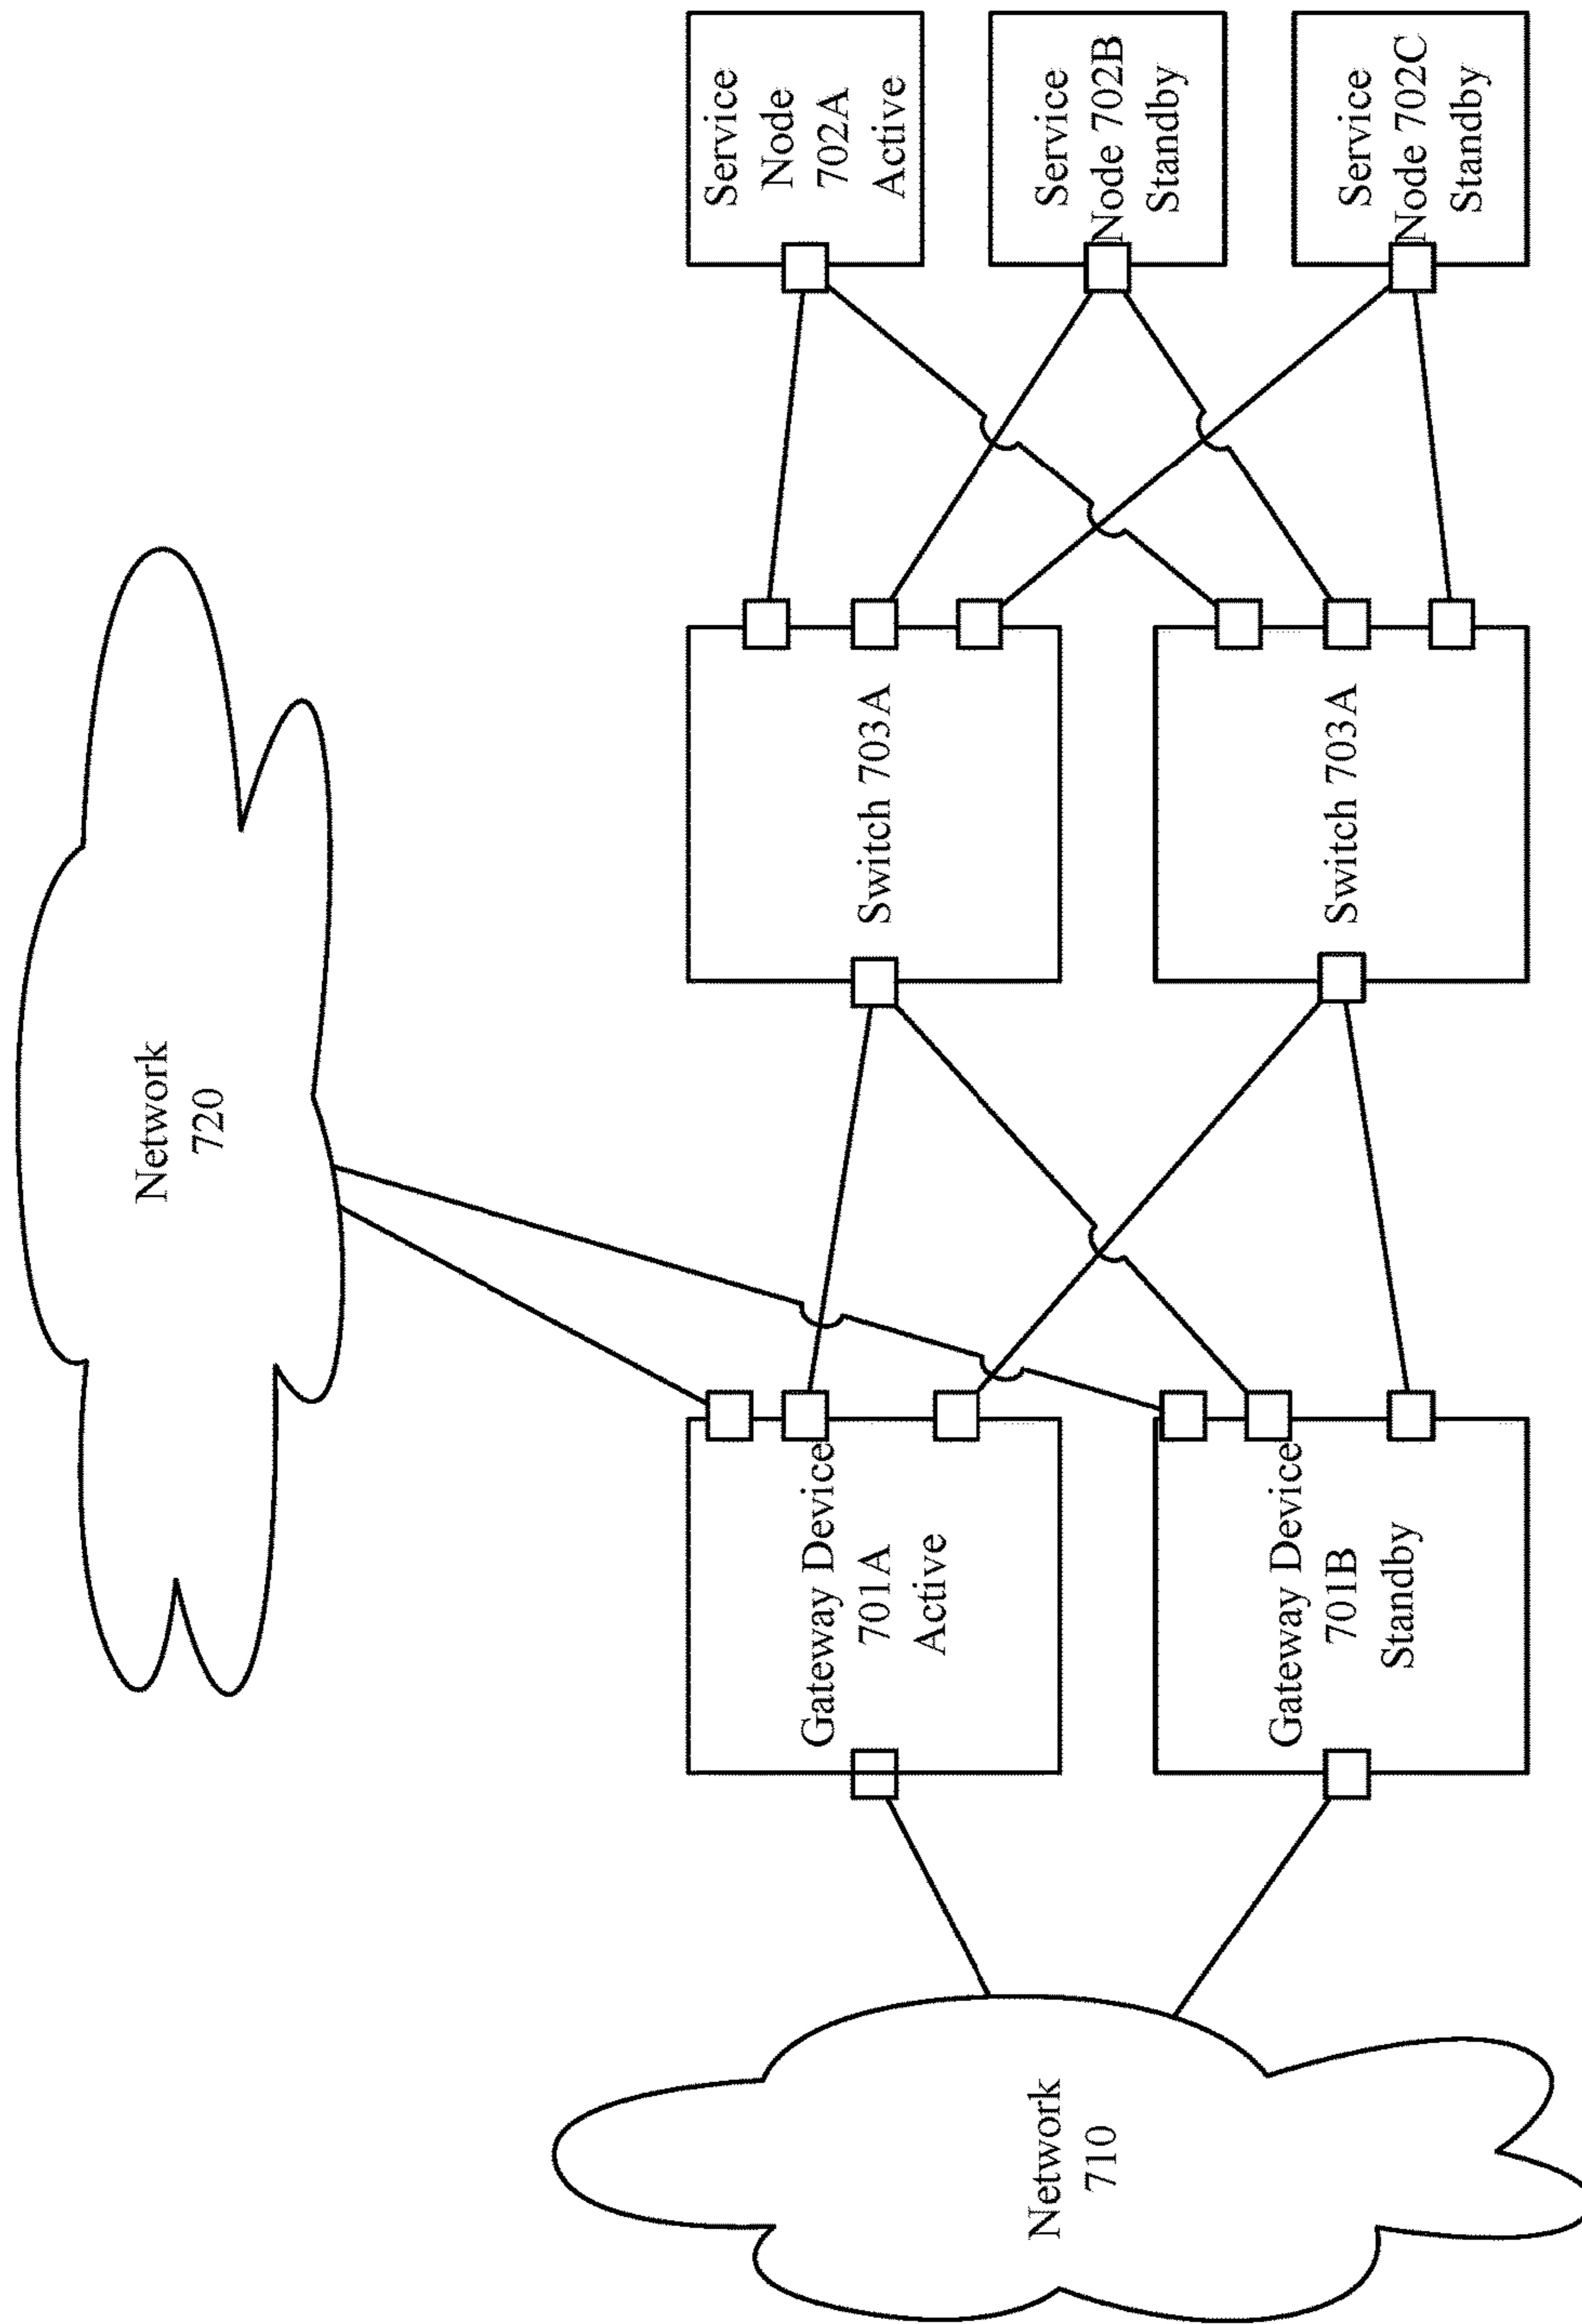 Network
720
Network
710
Gateway Device
701A
Active
Gateway Device
701B
Standby
Switch 703A
Switch 703A
Service
Node
702A
Active
Service
Node 702B
Standby
Service
Node 702C
Standby